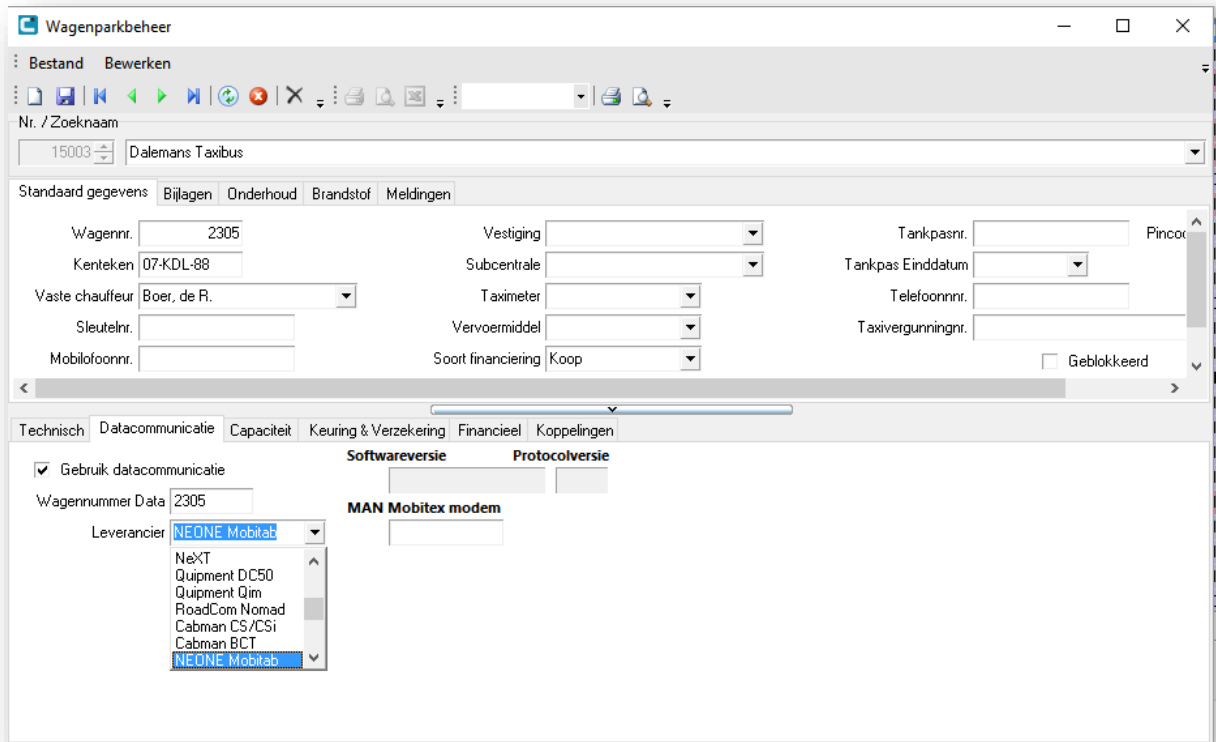 Wagenparkbeheer
Bestand Bewerken
Nr. / Zoeknaam
15003 Dalemans Taxibus
Standaard gegevens Bijlagen Onderhoud Brandstof Meldingen
Wagennr. 2305 Vestiging Tankpasnr. Pincod
Kenteken 07-KDL-88 Subcentrale Tankpas Einddatum
Vaste chauffeur Boer, de R. Taximeter Telefoonnnr.
Sleutelnr. Vervoermiddel Taxivergunningnr.
Mobilofoonnr. Soort financiering Koop Geblokkeerd
Technisch Datacommunicatie Capaciteit Keuring & Verzekering Financieel Koppelingen
Gebruik datacommunicatie Softwareversie Protocolversie
Wagennummer Data 2305 MAN Mobitex modem
Leverancier NEONE Mobitab
NeXT
Quipment DC50
Quipment Qim
RoadCom Nomad
Cabman CS/CSi
Cabman BCT
NEONE Mobitab